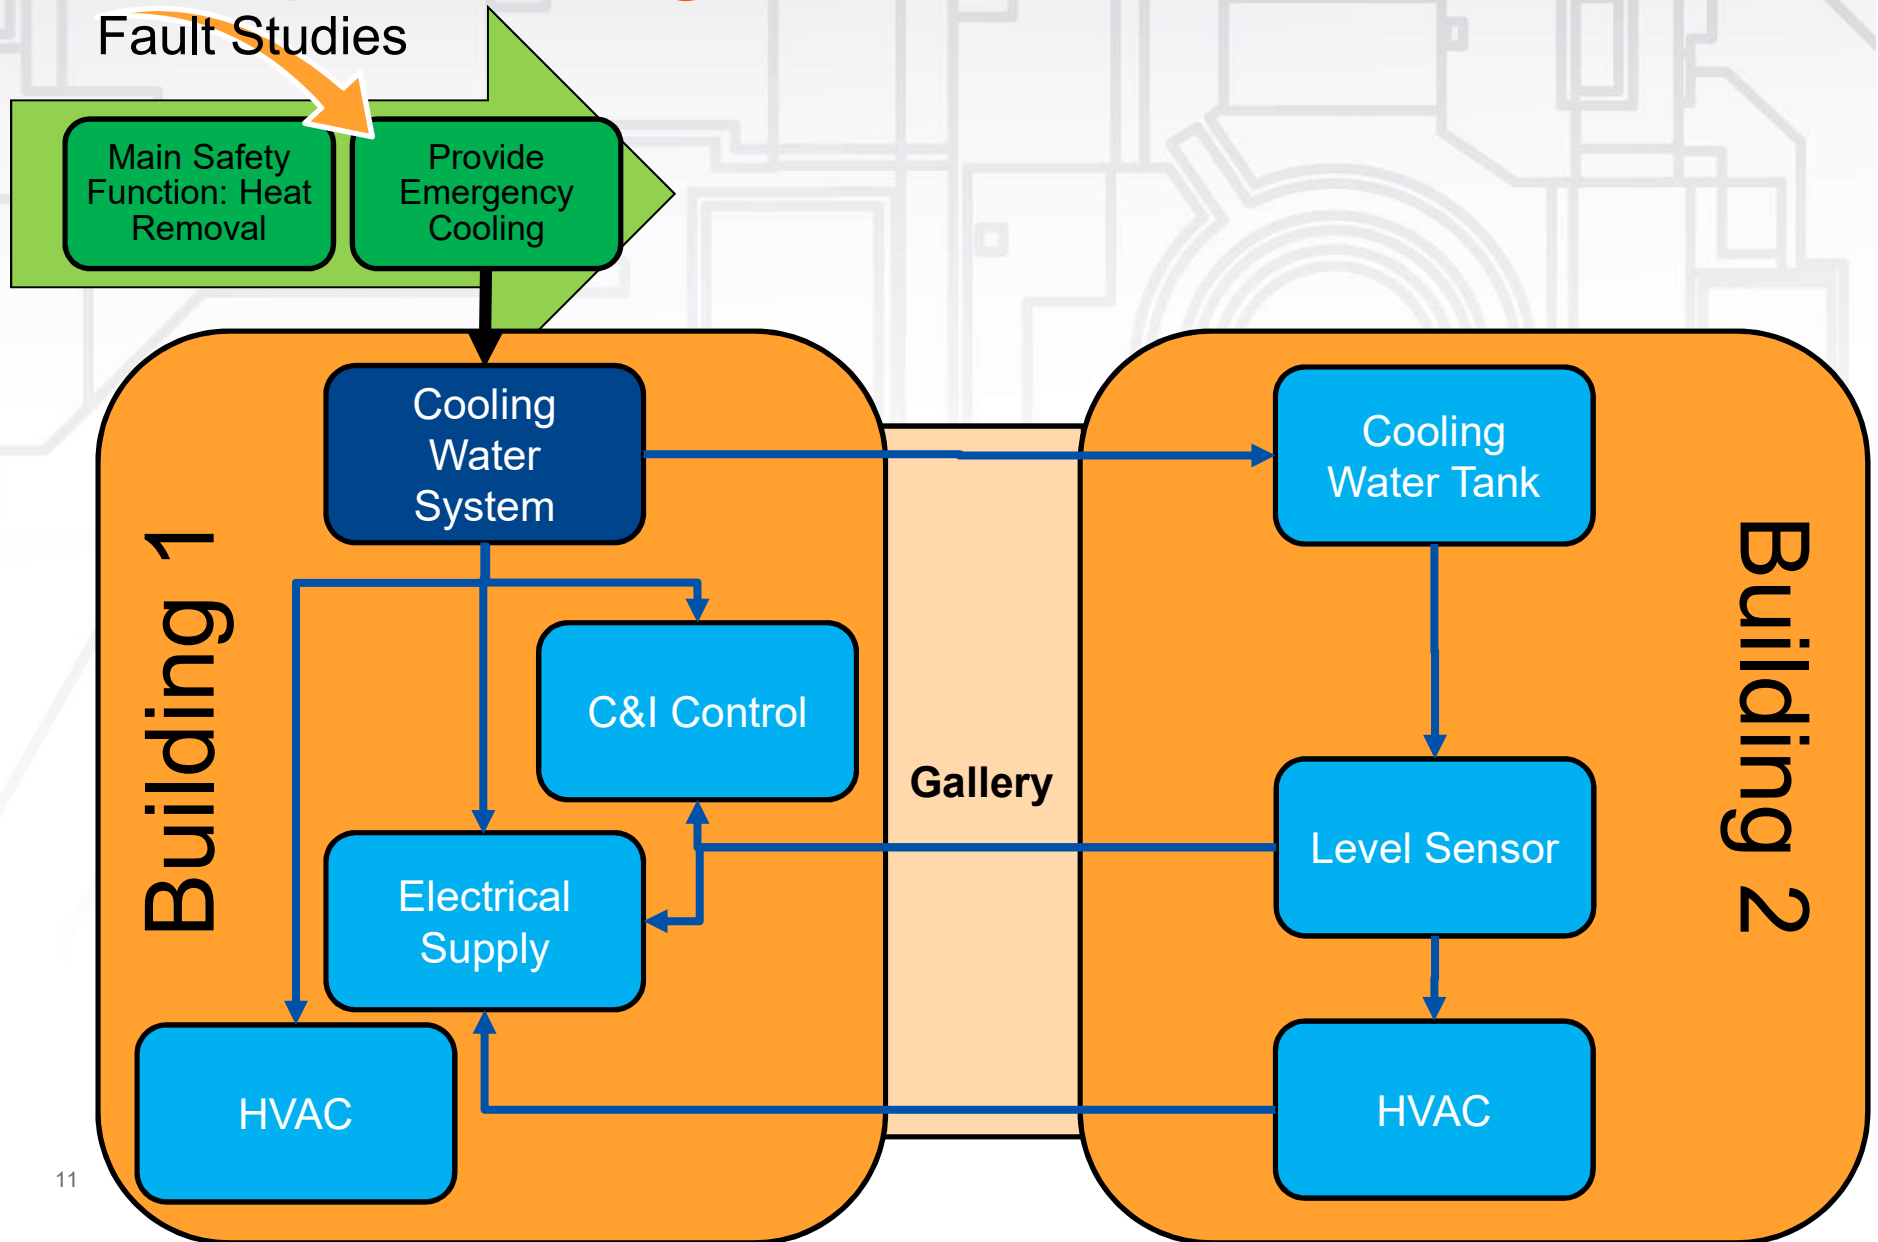 Fault Studies
Main Safety
Function: Heat
Removal
Provide
Emergency
Cooling
Cooling
Water
System
Cooling
Water Tank
Building 1
Building 2
C&I Control
Gallery
Level Sensor
Electrical
Supply
HVAC
HVAC
11